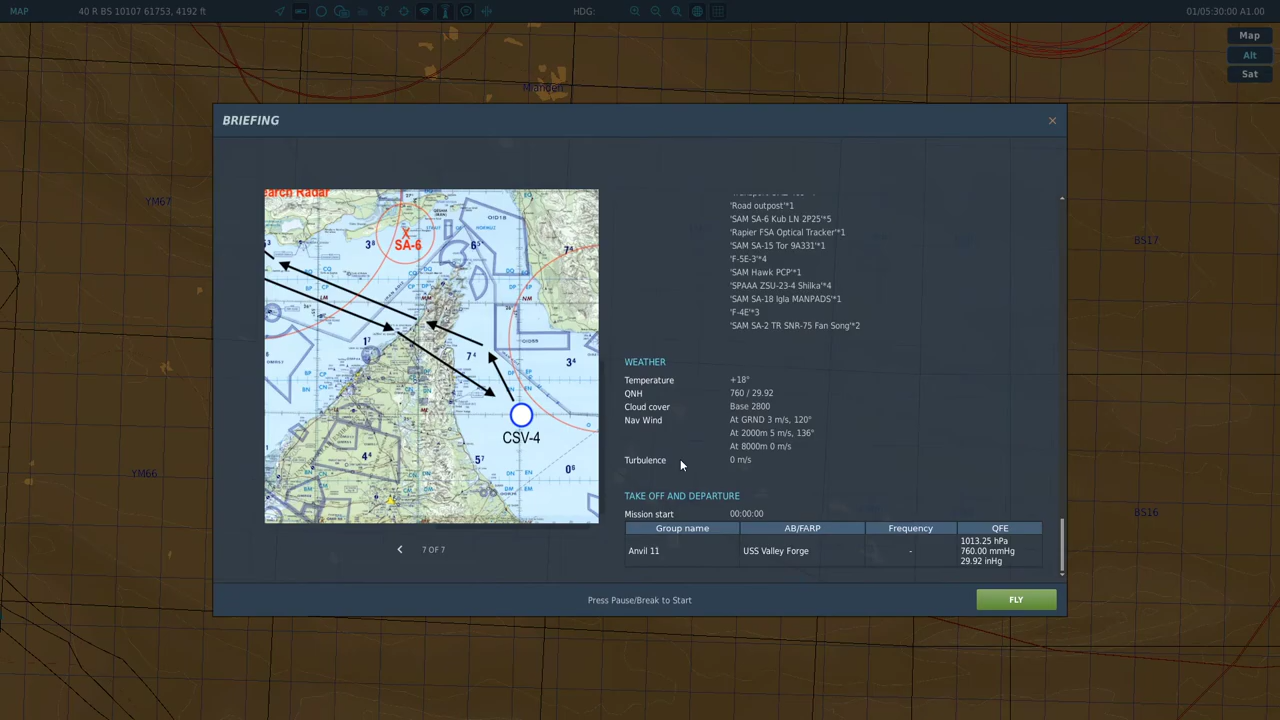 MAP
40 R BS 10107 61753, 4192 ft
HDG:
01/05:30:00 A1.00
Map
Alt
Sat
YM67
BS17
YM66
BS16
BRIEFING
×
arch Radar
SA-6
CSV-4
7 OF 7
'Road outpost'*1
'SAM SA-6 Kub LN 2P25'*5
'Rapier FSA Optical Tracker'*1
'SAM SA-15 Tor 9A331'*1
'F-5E-3'*4
'SAM Hawk PCP'*1
'SPAAA ZSU-23-4 Shilka'*4
'SAM SA-18 Igla MANPADS'*1
'F-4E'*3
'SAM SA-2 TR SNR-75 Fan Song'*2
WEATHER
Temperature +18°
QNH 760 / 29.92
Cloud cover Base 2800
Nav Wind At GRND 3 m/s, 120°
At 2000m 5 m/s, 136°
At 8000m 0 m/s
Turbulence 0 m/s
TAKE OFF AND DEPARTURE
Mission start 00:00:00
Group name AB/FARP Frequency QFE
Anvil 11 USS Valley Forge - 1013.25 hPa
760.00 mmHg
29.92 inHg
Press Pause/Break to Start
FLY